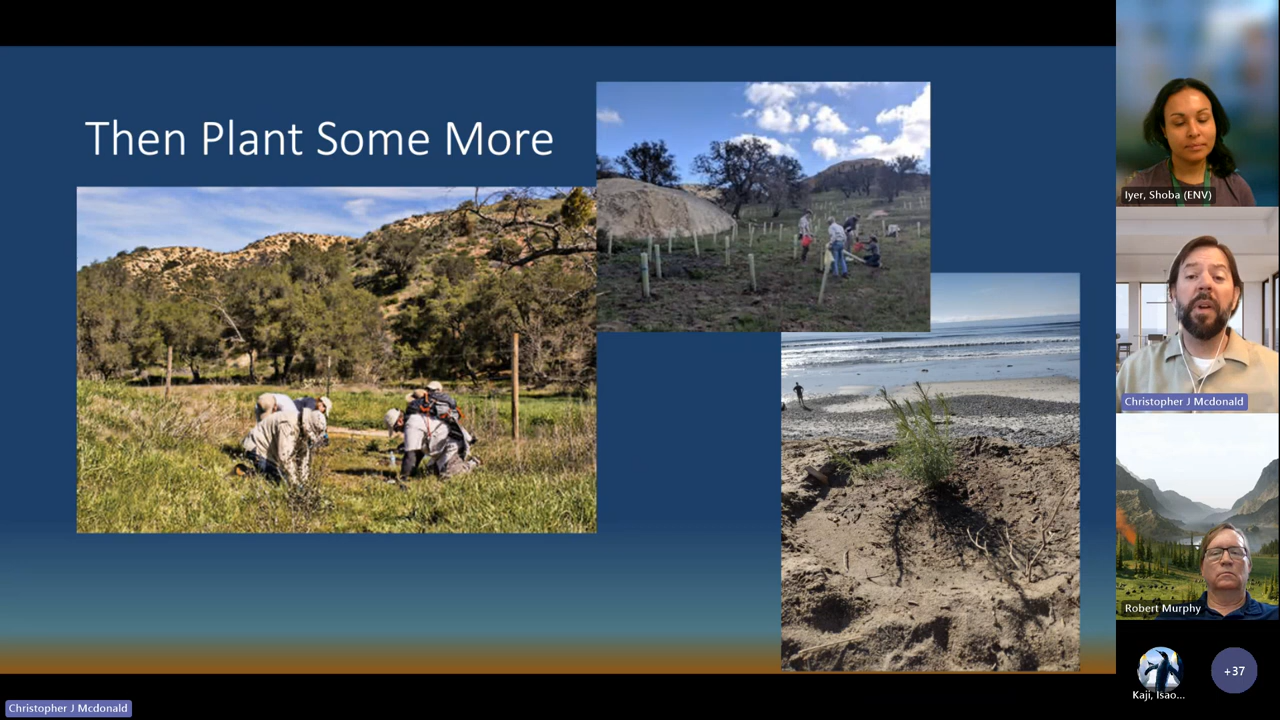 Then Plant Some More
Iyer, Shoba (ENV)
Christopher J Mcdonald
Robert Murphy
Kaji, Isao...
+37
Christopher J Mcdonald